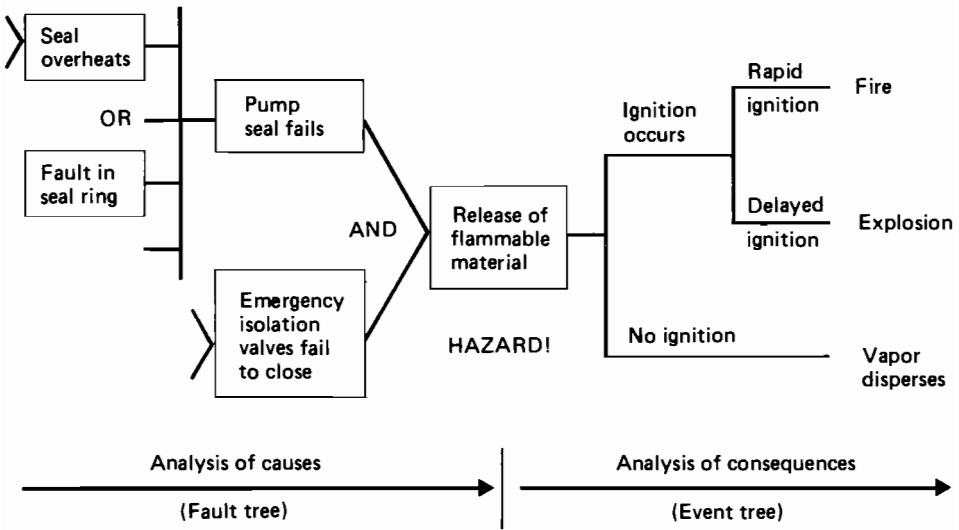 Seal
overheats
OR
Fault in
seal ring
Pump
seal fails
AND
Emergency
isolation
valves fail
to close
Release of
flammable
material
HAZARD!
Ignition
occurs
Rapid
ignition
Fire
Delayed
ignition
Explosion
No ignition
Vapor
disperses
Analysis of causes
(Fault tree)
Analysis of consequences
(Event tree)